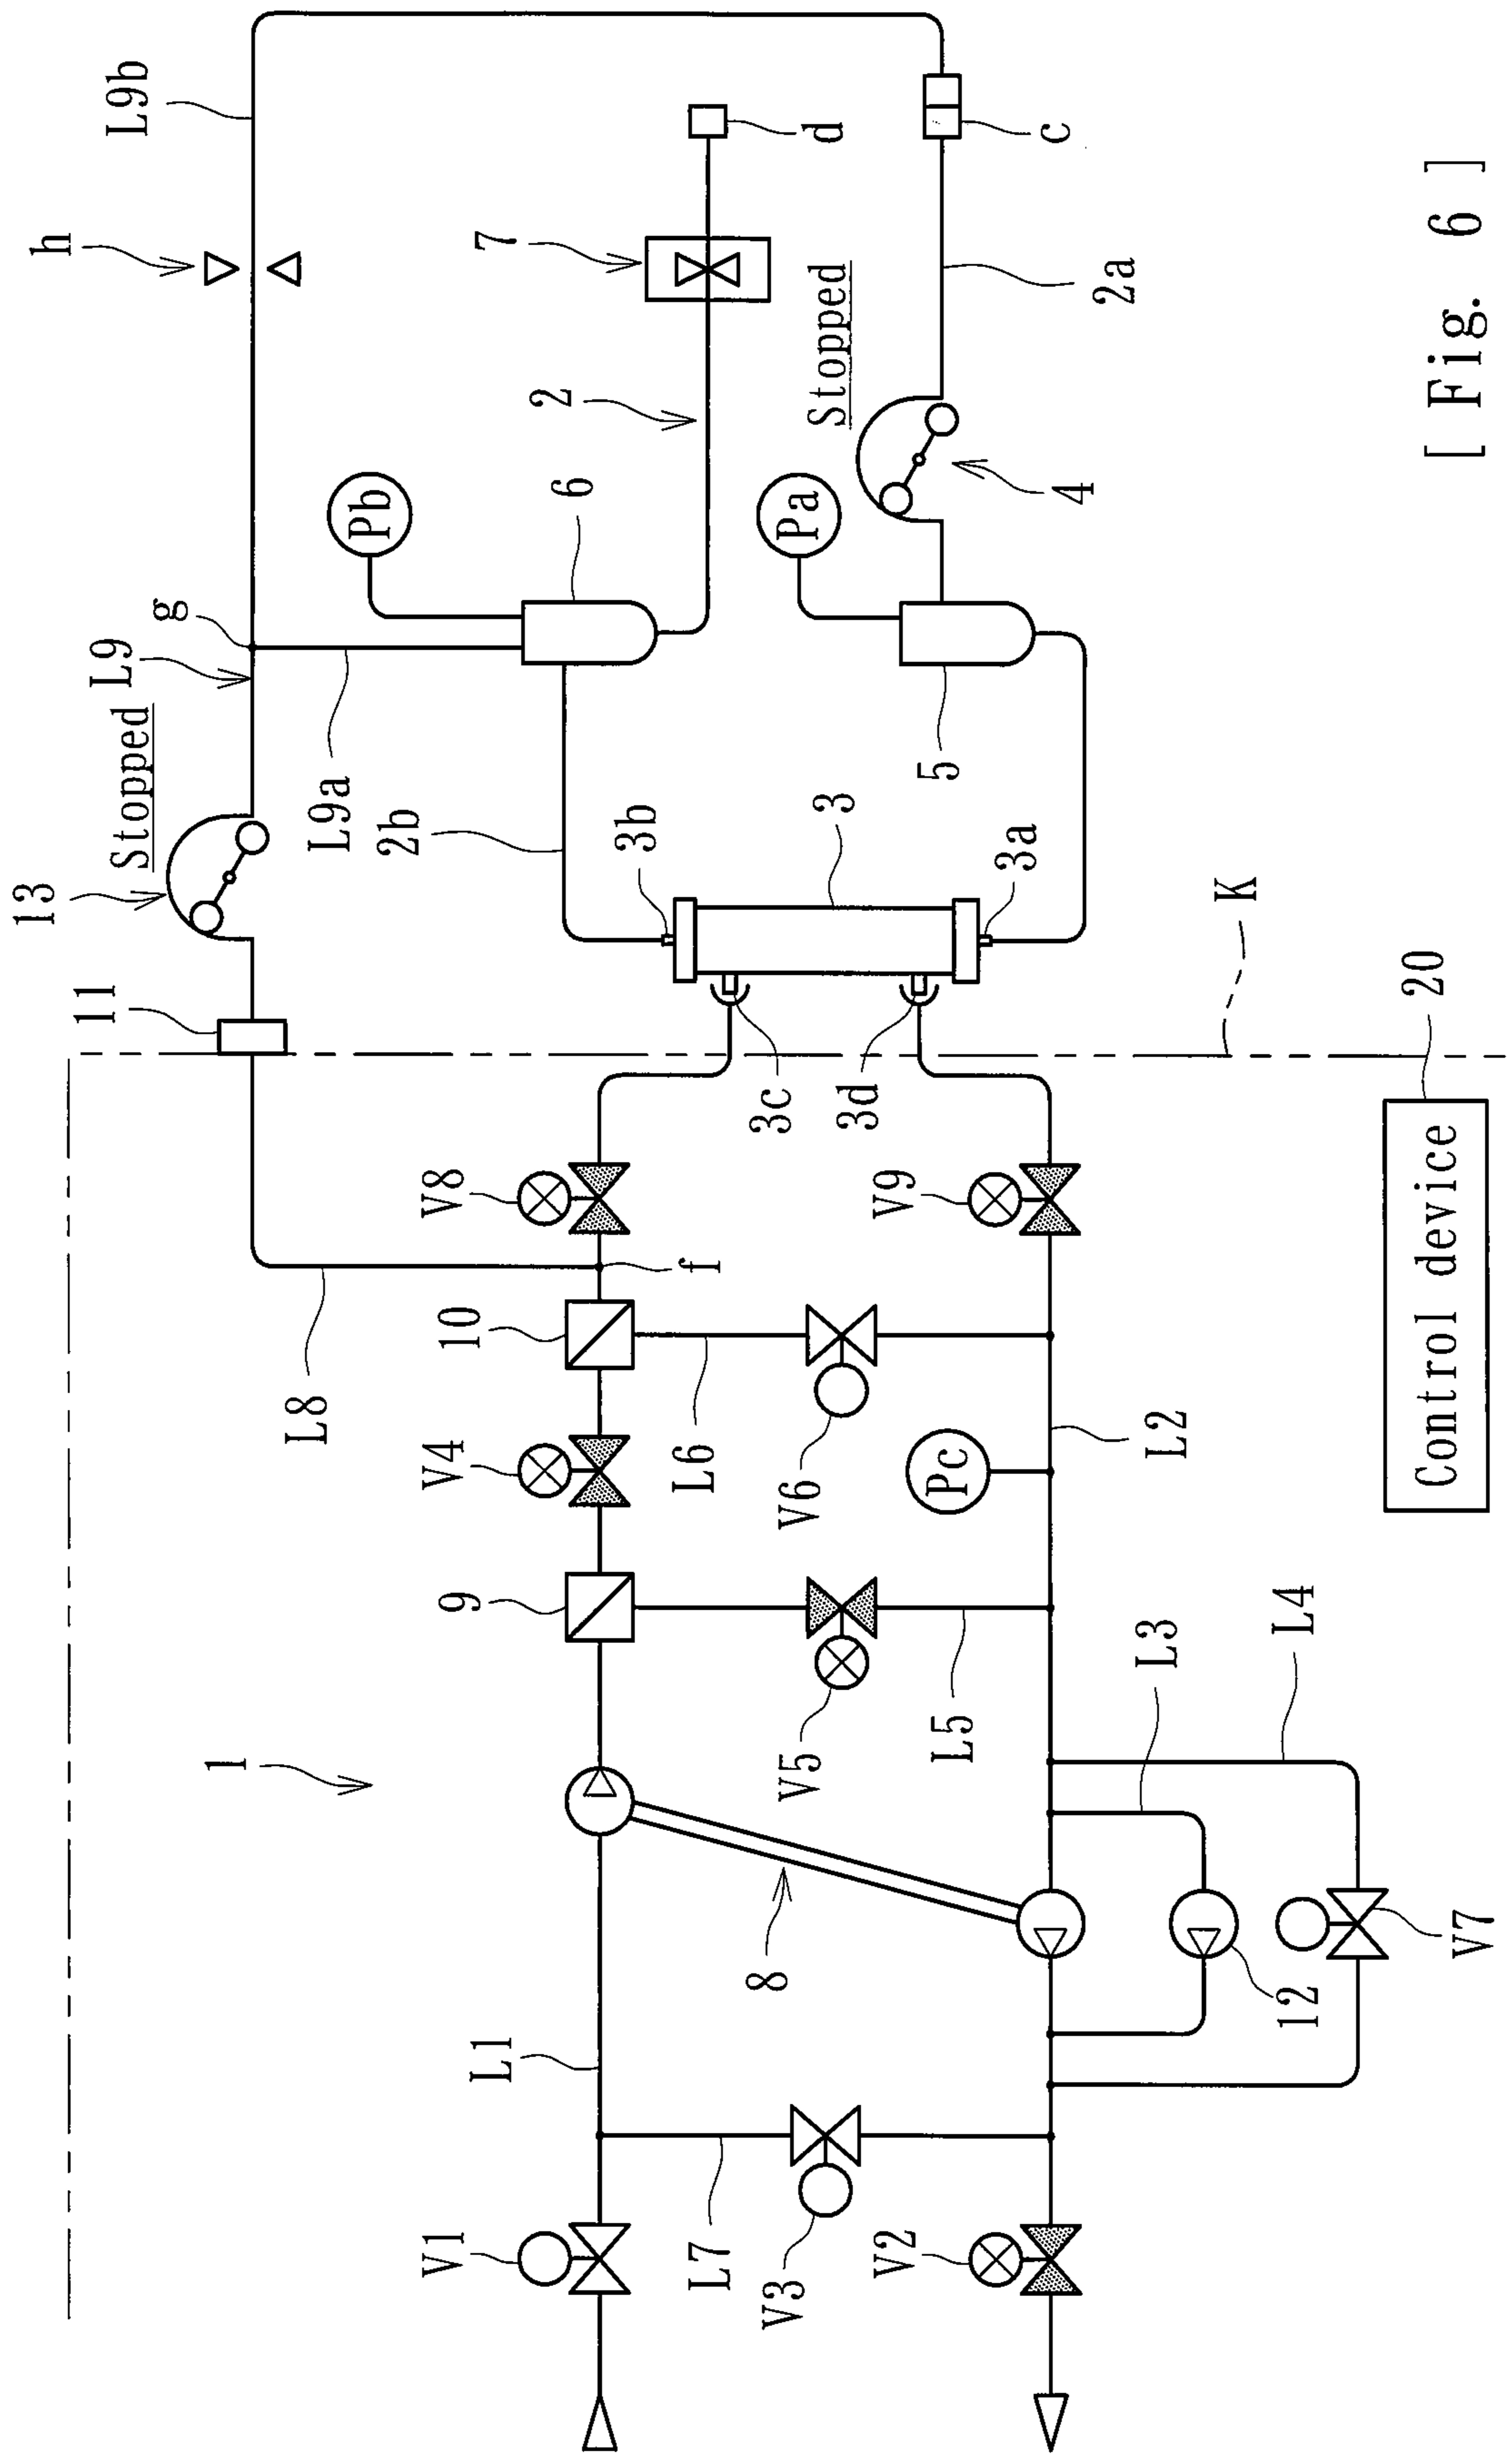 13
11
Stopped
L9
g
h
L9b
L9a
Pb
6
2
7
d
2b
3b
3
3a
5
Pa
Stopped
4
2a
c
3c
3d
K
L8
V8
f
10
V4
9
L6
V6
V9
Pc
L2
V5
L5
L3
L4
1
8
L1
12
V7
V1
L7
V3
V2
20
Control device
[ Fig. 6 ]